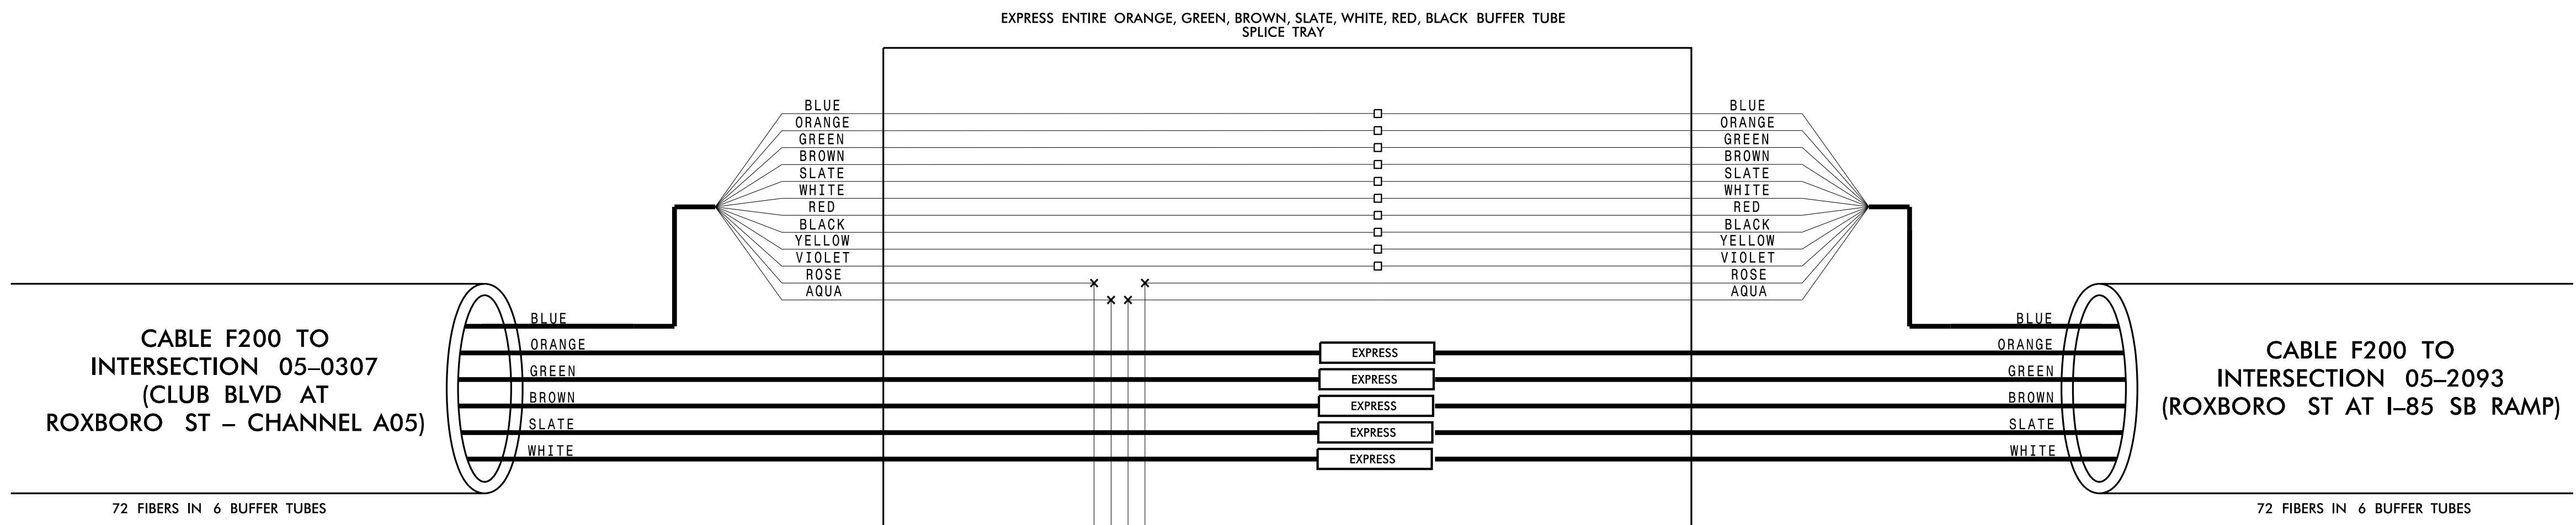 EXPRESS ENTIRE ORANGE, GREEN, BROWN, SLATE, WHITE, RED, BLACK BUFFER TUBE
SPLICE TRAY
BLUE
ORANGE
GREEN
BROWN
SLATE
WHITE
RED
BLACK
YELLOW
VIOLET
ROSE
AQUA
BLUE
ORANGE
GREEN
BROWN
SLATE
WHITE
RED
BLACK
YELLOW
VIOLET
ROSE
AQUA
CABLE F200 TO
INTERSECTION 05–0307
(CLUB BLVD AT
ROXBORO ST – CHANNEL A05)
72 FIBERS IN 6 BUFFER TUBES
BLUE
ORANGE
GREEN
BROWN
SLATE
WHITE
EXPRESS
EXPRESS
EXPRESS
EXPRESS
EXPRESS
BLUE
ORANGE
GREEN
BROWN
SLATE
WHITE
CABLE F200 TO
INTERSECTION 05–2093
(ROXBORO ST AT I–85 SB RAMP)
72 FIBERS IN 6 BUFFER TUBES